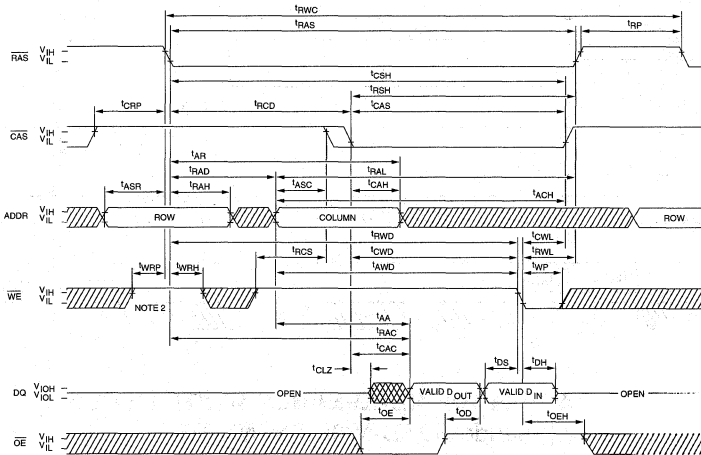 tRWC
tRAS
tRP
RAS VIH
VIL
tCSH
tRSH
tCRP tRCD tCAS
CAS VIH
VIL
tAR
tRAD tRAL
tASR tRAH tASC tCAH
tACH
ADDR VIH
VIL
ROW COLUMN ROW
tRWD tCWL
tRCS tCWD tRWL
tWRP tWRH tAWD tWP
WE VIH
VIL
NOTE 2
tAA
tRAC
tCAC
tCLZ tDS tDH
DQ VIOH
VIOL
OPEN VALID DOUT VALID DIN OPEN
tOE tOD tOEH
OE VIH
VIL